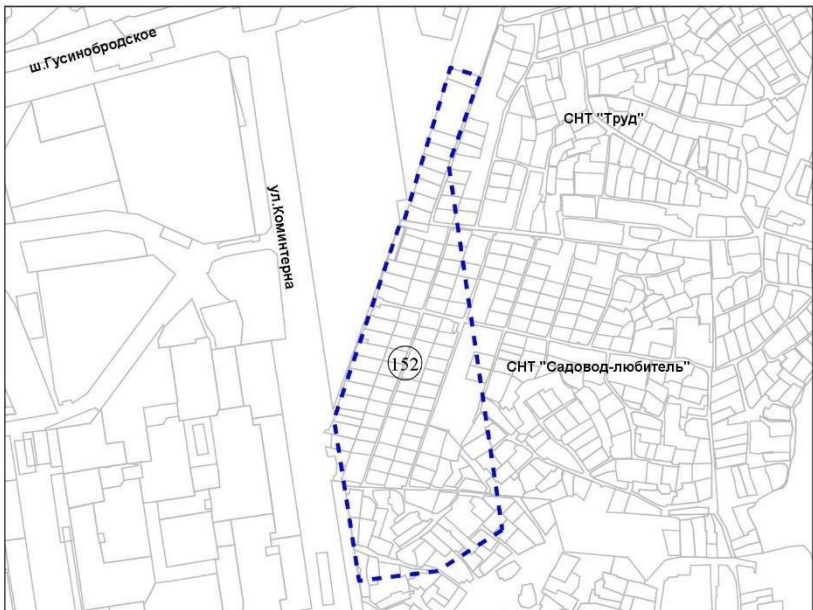 ш.Гусинобродское
СНТ "Труд"
ул.Коминтерна
152
СНТ "Садовод-любитель"